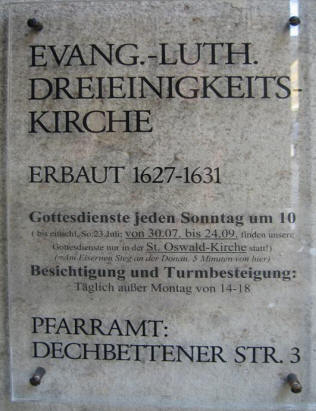 EVANG.-LUTH.
DREIEINIGKEITS-
KIRCHE
ERBAUT 1627-1631
Gottesdienste jeden Sonntag um 10
( bis einschl. So.23.Juli; von 30.07. bis 24.09. finden unsere
Gottesdienste nur in der St. Oswald-Kirche statt!)
(=Am Eisernen Steg an der Donau. 5 Minuten von hier)
Besichtigung und Turmbesteigung:
Täglich außer Montag von 14-18
PFARRAMT:
DECHBETTENER STR. 3